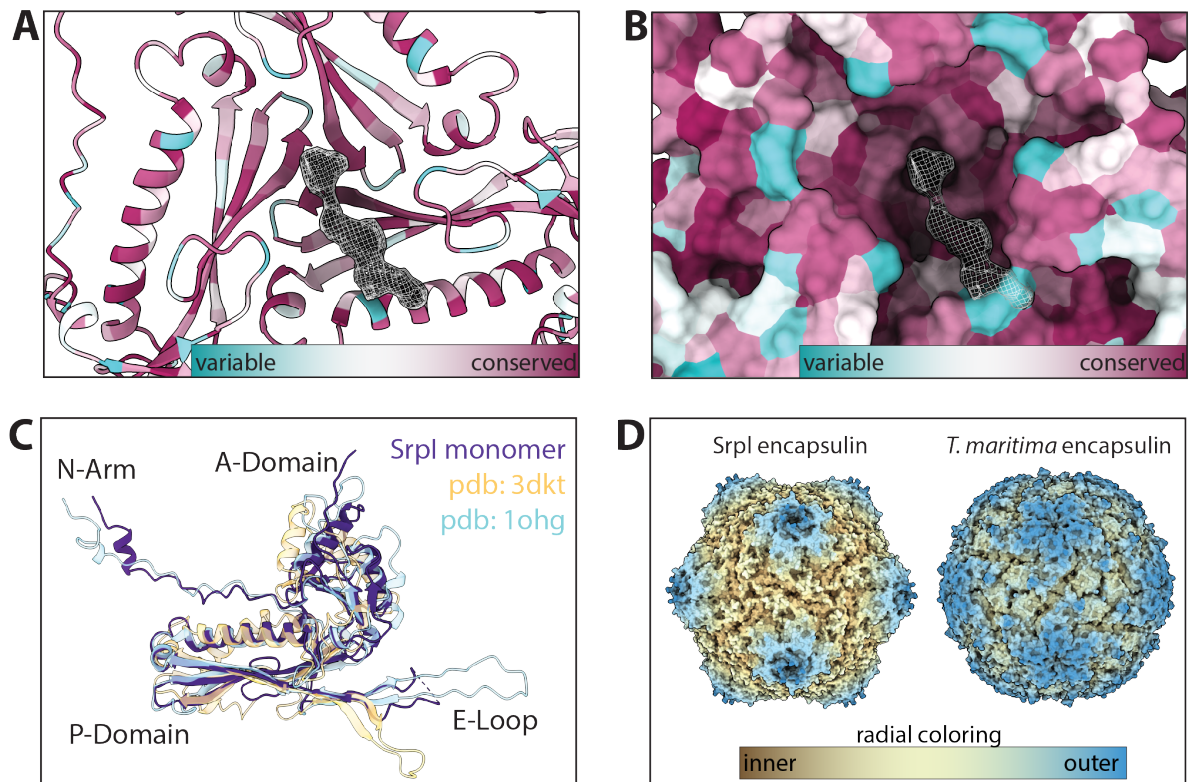 A
variable
conserved
B
variable
conserved
C
N-Arm
A-Domain
SrpI monomer
pdb: 3dkt
pdb: 1ohg
P-Domain
E-Loop
D
SrpI encapsulin
T. maritima encapsulin
radial coloring
inner
outer